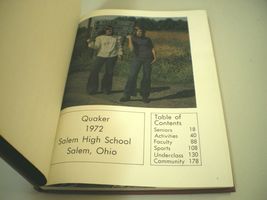 Quaker
1972
Salem High School
Salem, Ohio
Table of
Contents
Seniors 18
Activities 40
Faculty 88
Sports 108
Underclass 130
Community 178